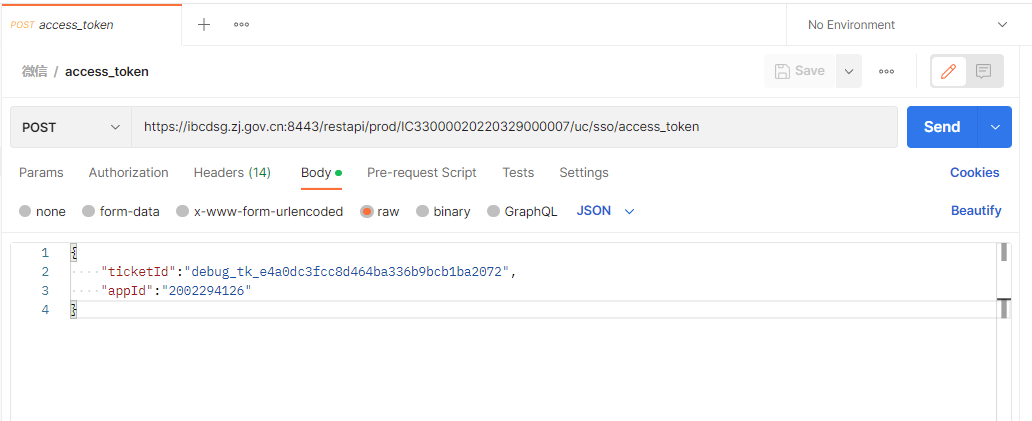 POST access_token
No Environment
微信 / access_token
Save
POST
https://ibcdsg.zj.gov.cn:8443/restapi/prod/IC33000020220329000007/uc/sso/access_token
Send
Params Authorization Headers (14) Body Pre-request Script Tests Settings Cookies
none form-data x-www-form-urlencoded raw binary GraphQL JSON Beautify
1 {
2 "ticketId":"debug_tk_e4a0dc3fcc8d464ba336b9bcb1ba2072",
3 "appId":"2002294126"
4 }